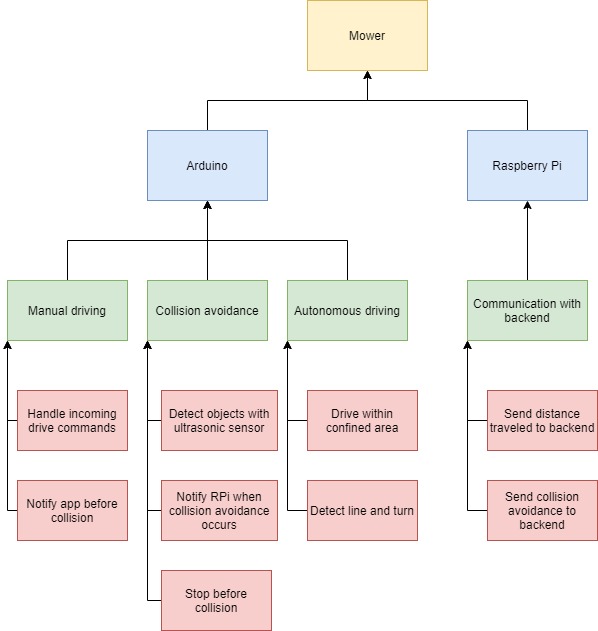 Mower
Arduino
Raspberry Pi
Manual driving
Collision avoidance
Autonomous driving
Communication with
backend
Handle incoming
drive commands
Detect objects with
ultrasonic sensor
Drive within
confined area
Send distance
traveled to backend
Notify app before
collision
Notify RPi when
collision avoidance
occurs
Detect line and turn
Send collision
avoidance to
backend
Stop before
collision